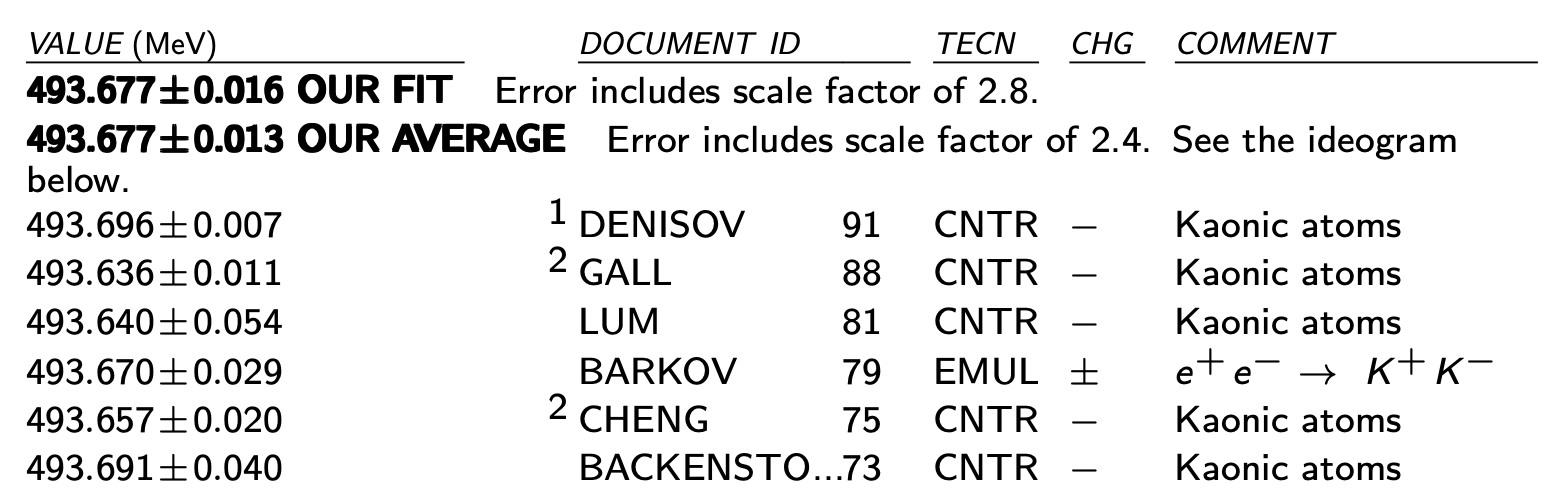 VALUE (MeV) DOCUMENT ID TECN CHG COMMENT
493.677±0.016 OUR FIT Error includes scale factor of 2.8.
493.677±0.013 OUR AVERAGE Error includes scale factor of 2.4. See the ideogram
below.
493.696±0.007 ¹ DENISOV 91 CNTR − Kaonic atoms
493.636±0.011 ² GALL 88 CNTR − Kaonic atoms
493.640±0.054 LUM 81 CNTR − Kaonic atoms
493.670±0.029 BARKOV 79 EMUL ± e⁺ e⁻ → K⁺ K⁻
493.657±0.020 ² CHENG 75 CNTR − Kaonic atoms
493.691±0.040 BACKENSTO...73 CNTR − Kaonic atoms